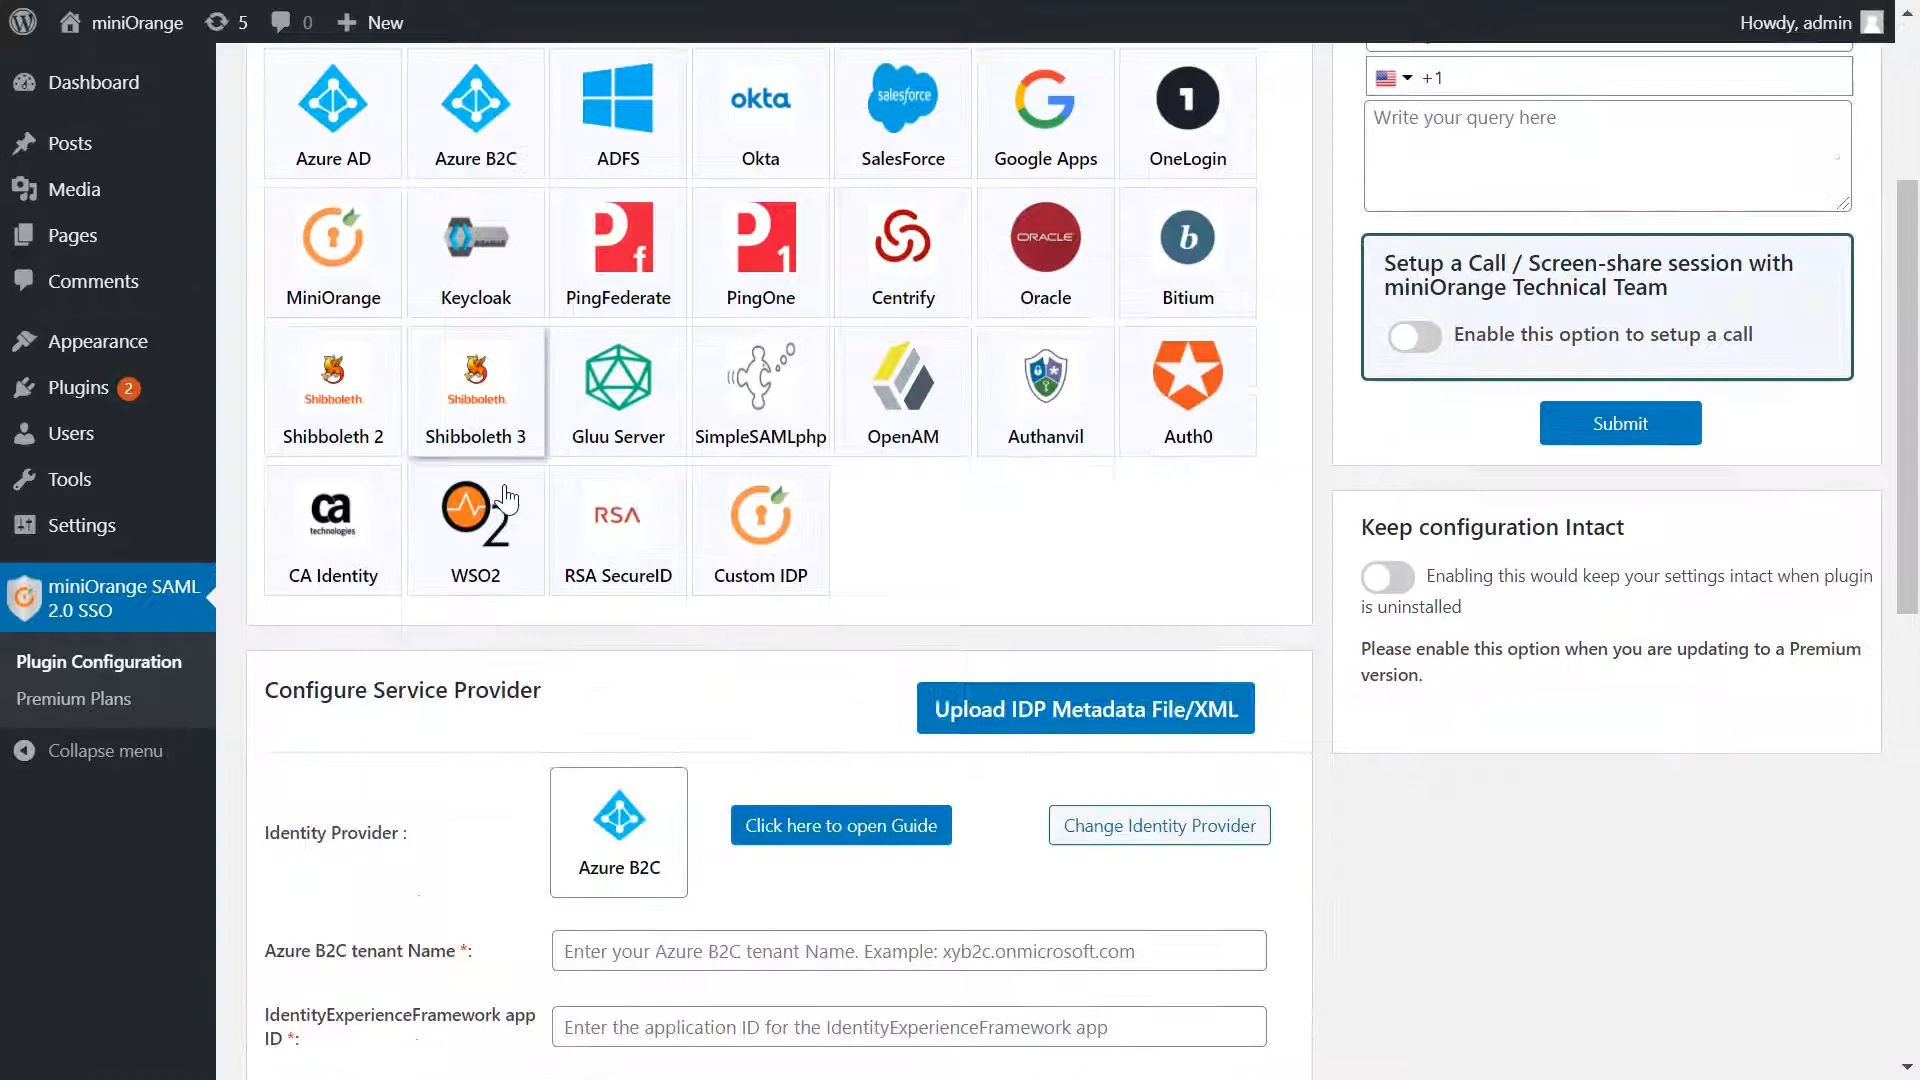 miniOrange 5 0 New Howdy, admin
Dashboard
Posts
Media
Pages
Comments
Appearance
Plugins 2
Users
Tools
Settings
miniOrange SAML
2.0 SSO
Plugin Configuration
Premium Plans
Collapse menu
okta salesforce 1
Azure AD Azure B2C ADFS Okta SalesForce Google Apps OneLogin
ORACLE b
MiniOrange Keycloak PingFederate PingOne Centrify Oracle Bitium
Shibboleth. Shibboleth.
Shibboleth 2 Shibboleth 3 Gluu Server SimpleSAMLphp OpenAM Authanvil Auth0
ca
technologies
2 RSA
CA Identity WSO2 RSA SecureID Custom IDP
Configure Service Provider
Upload IDP Metadata File/XML
Identity Provider :
Azure B2C
Click here to open Guide
Change Identity Provider
Azure B2C tenant Name *:
Enter your Azure B2C tenant Name. Example: xyb2c.onmicrosoft.com
IdentityExperienceFramework app
ID *:
Enter the application ID for the IdentityExperienceFramework app
+1
Write your query here
Setup a Call / Screen-share session with
miniOrange Technical Team
Enable this option to setup a call
Submit
Keep configuration Intact
Enabling this would keep your settings intact when plugin
is uninstalled
Please enable this option when you are updating to a Premium
version.